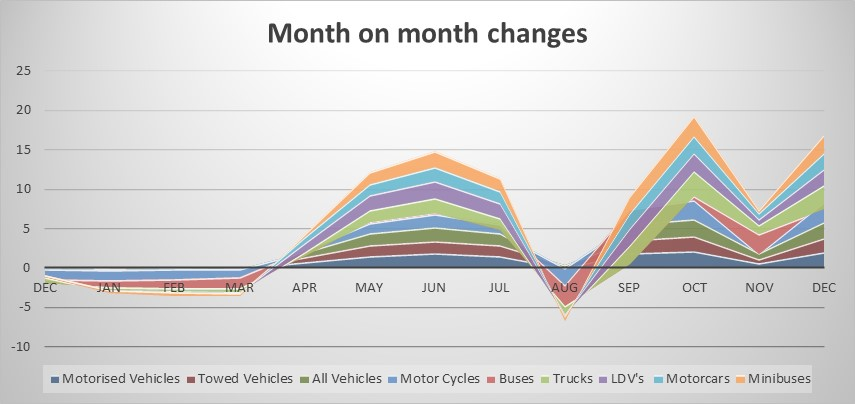 Month on month changes
25
20
15
10
5
0
-5
-10
DEC JAN FEB MAR APR MAY JUN JUL AUG SEP OCT NOV DEC
Motorised Vehicles Towed Vehicles All Vehicles Motor Cycles Buses Trucks LDV's Motorcars Minibuses